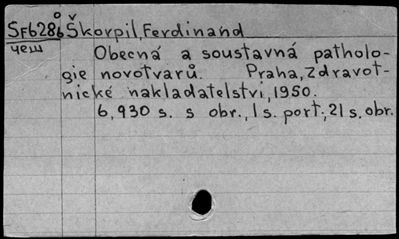 SF6286 Škorpil, Ferdinand
чеш
Obecná a soustavná patholo-
gie novotvarů. Praha, Zdravot-
nické nakladatelství, 1950.
6, 930 s. s obr., 1 s. port., 21 s. obr.